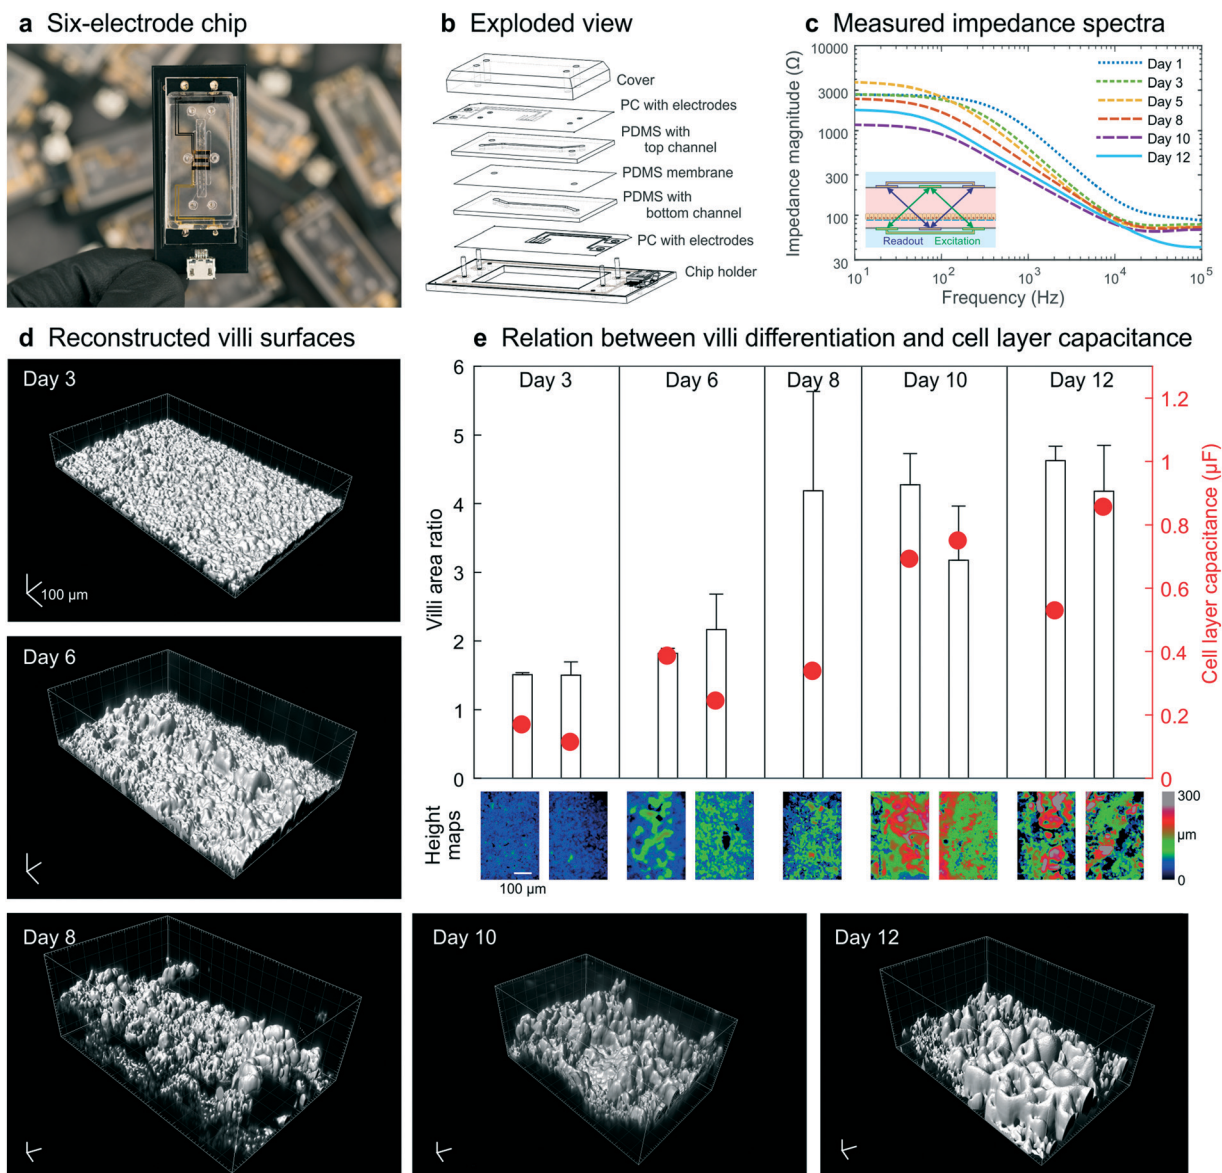 a Six-electrode chip
b Exploded view
Cover
PC with electrodes
PDMS with
top channel
PDMS membrane
PDMS with
bottom channel
PC with electrodes
Chip holder
c Measured impedance spectra
Impedance magnitude (Ω)
10000
3000
1000
300
100
30
Day 1
Day 3
Day 5
Day 8
Day 10
Day 12
Readout Excitation
10¹ 10² 10³ 10⁴ 10⁵
Frequency (Hz)
d Reconstructed villi surfaces
Day 3
100 µm
Day 6
Day 8
Day 10
Day 12
e Relation between villi differentiation and cell layer capacitance
Day 3 Day 6 Day 8 Day 10 Day 12
Villi area ratio
6
5
4
3
2
1
0
Cell layer capacitance (µF)
1.2
1
0.8
0.6
0.4
0.2
0
Height
maps
100 µm
300
µm
0